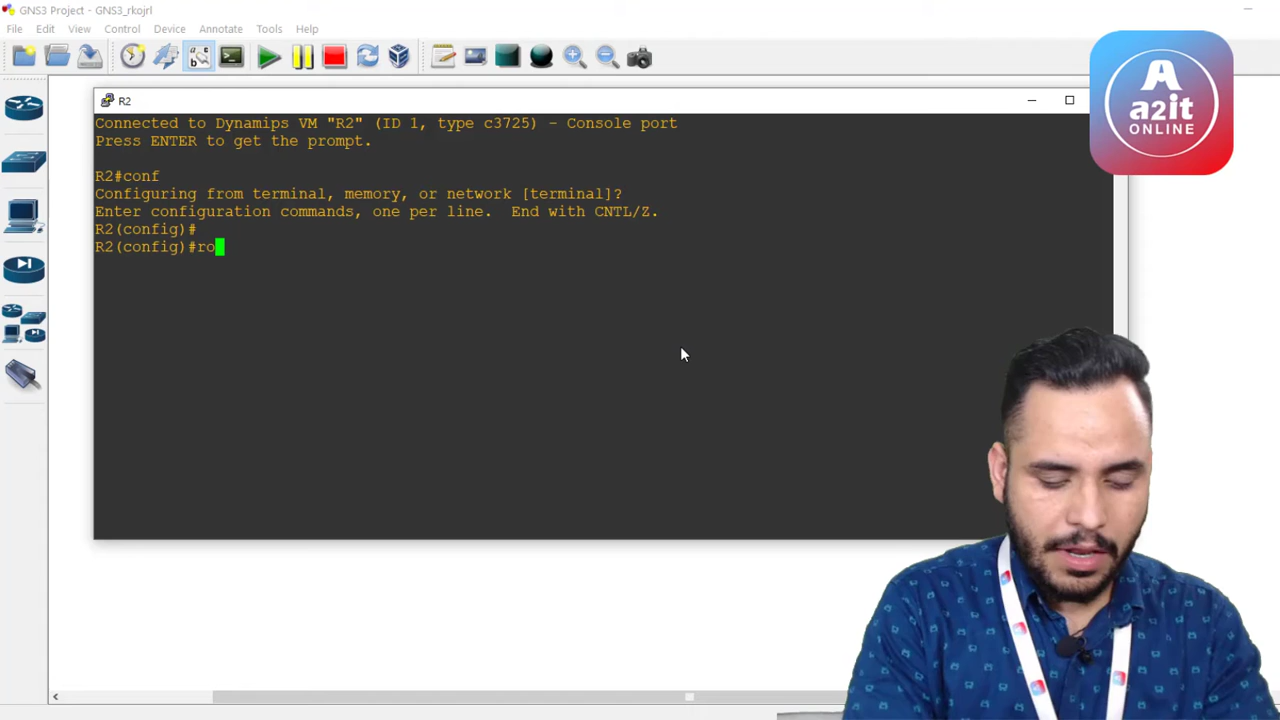 GNS3 Project - GNS3_rkojrl
File Edit View Control Device Annotate Tools Help
R2
Connected to Dynamips VM "R2" (ID 1, type c3725) - Console port
Press ENTER to get the prompt.
R2#conf
Configuring from terminal, memory, or network [terminal]?
Enter configuration commands, one per line.  End with CNTL/Z.
R2(config)#
R2(config)#ro
A
a2it
ONLINE